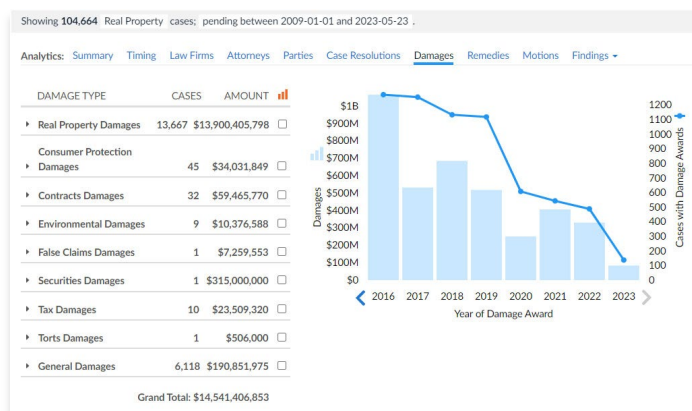 Showing 104,664 Real Property cases; pending between 2009-01-01 and 2023-05-23 .
Analytics: Summary Timing Law Firms Attorneys Parties Case Resolutions Damages Remedies Motions Findings
DAMAGE TYPE CASES AMOUNT
Real Property Damages 13,667 $13,900,405,798
Consumer Protection
Damages 45 $34,031,849
Contracts Damages 32 $59,465,770
Environmental Damages 9 $10,376,588
False Claims Damages 1 $7,259,553
Securities Damages 1 $315,000,000
Tax Damages 10 $23,509,320
Torts Damages 1 $506,000
General Damages 6,118 $190,851,975
Grand Total: $14,541,406,853
Damages
$1B
$900M
$800M
$700M
$600M
$500M
$400M
$300M
$200M
$100M
$0
2016 2017 2018 2019 2020 2021 2022 2023
Year of Damage Award
1200
1100
1000
900
800
700
600
500
400
300
200
100
0
Cases with Damage Awards